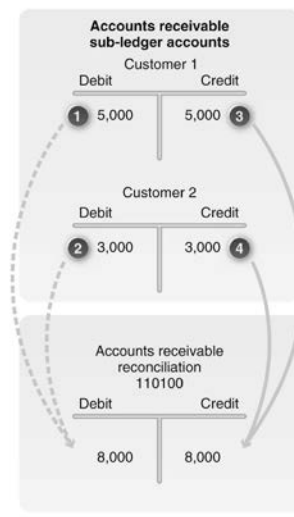 Accounts receivable
sub-ledger accounts
Customer 1
Debit Credit
1 5,000 5,000 3
Customer 2
Debit Credit
2 3,000 3,000 4
Accounts receivable
reconciliation
110100
Debit Credit
8,000 8,000